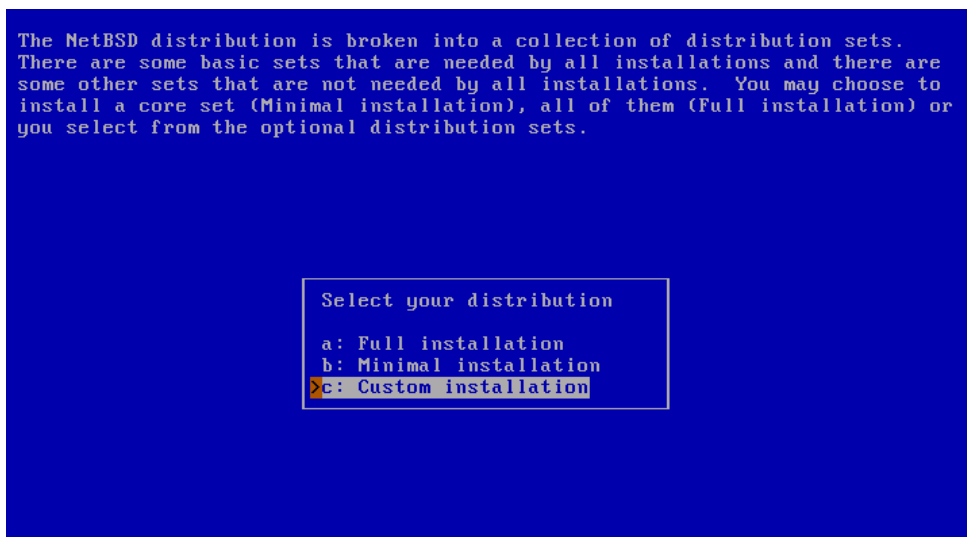 The NetBSD distribution is broken into a collection of distribution sets.
There are some basic sets that are needed by all installations and there are
some other sets that are not needed by all installations.  You may choose to
install a core set (Minimal installation), all of them (Full installation) or
you select from the optional distribution sets.
Select your distribution
a: Full installation
b: Minimal installation
>c: Custom installation